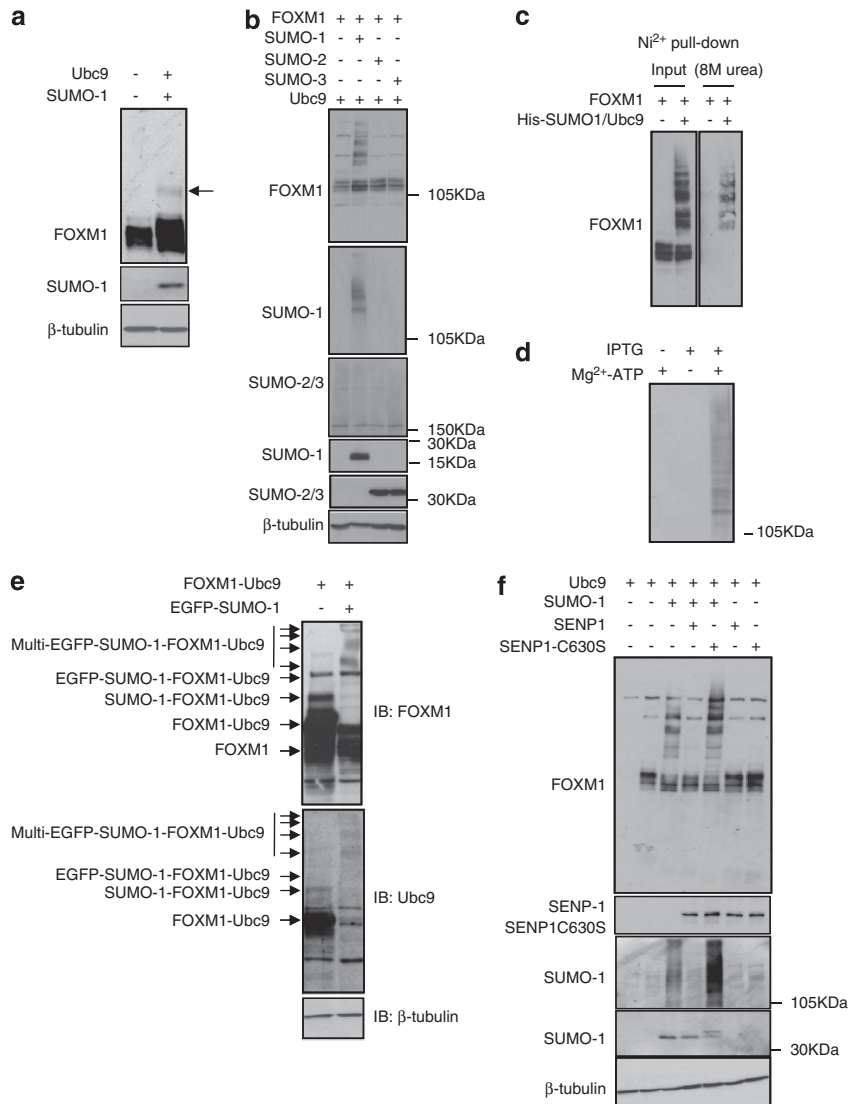 a
Ubc9 - +
SUMO-1 - +
FOXM1
SUMO-1
β-tubulin
b
FOXM1 + + + +
SUMO-1 - + - -
SUMO-2 - - + -
SUMO-3 - - - +
Ubc9 + + + +
FOXM1
105KDa
SUMO-1
105KDa
SUMO-2/3
150KDa
30KDa
SUMO-1
15KDa
SUMO-2/3
30KDa
β-tubulin
c
Ni2+ pull-down
Input (8M urea)
FOXM1 + + + +
His-SUMO1/Ubc9 - + - +
FOXM1
d
IPTG - + +
Mg2+-ATP + - +
105KDa
e
FOXM1-Ubc9 + +
EGFP-SUMO-1 - +
Multi-EGFP-SUMO-1-FOXM1-Ubc9
EGFP-SUMO-1-FOXM1-Ubc9
SUMO-1-FOXM1-Ubc9
FOXM1-Ubc9
FOXM1
IB: FOXM1
Multi-EGFP-SUMO-1-FOXM1-Ubc9
EGFP-SUMO-1-FOXM1-Ubc9
SUMO-1-FOXM1-Ubc9
FOXM1-Ubc9
IB: Ubc9
IB: β-tubulin
f
Ubc9 + + + + + + +
SUMO-1 - - + + + - -
SENP1 - - - + - + -
SENP1-C630S - - - - + - +
FOXM1
SENP-1
SENP1C630S
SUMO-1
105KDa
SUMO-1
30KDa
β-tubulin